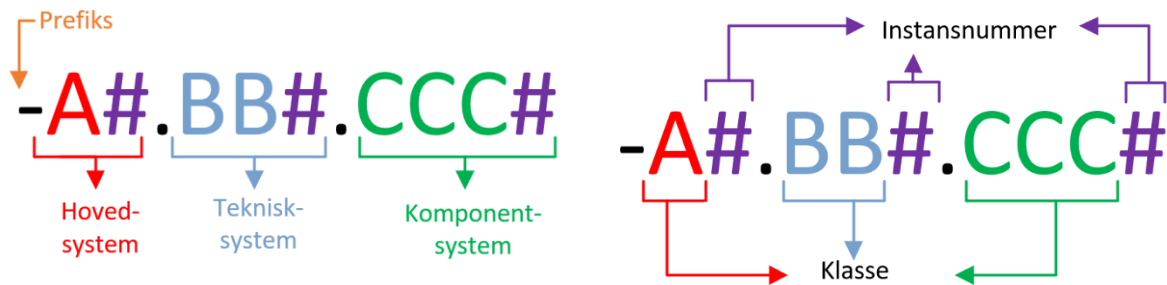 Prefiks
-A#.BB#.CCC#
Hoved-
system
Teknisk-
system
Komponent-
system
Instansnummer
-A#.BB#.CCC#
Klasse